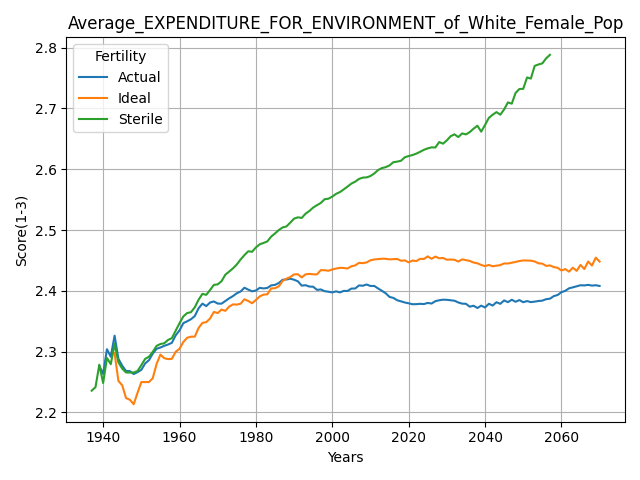 Average_EXPENDITURE_FOR_ENVIRONMENT_of_White_Female_Pop
Fertility
Actual
Ideal
Sterile
Score(1-3)
2.8
2.7
2.6
2.5
2.4
2.3
2.2
1940 1960 1980 2000 2020 2040 2060
Years